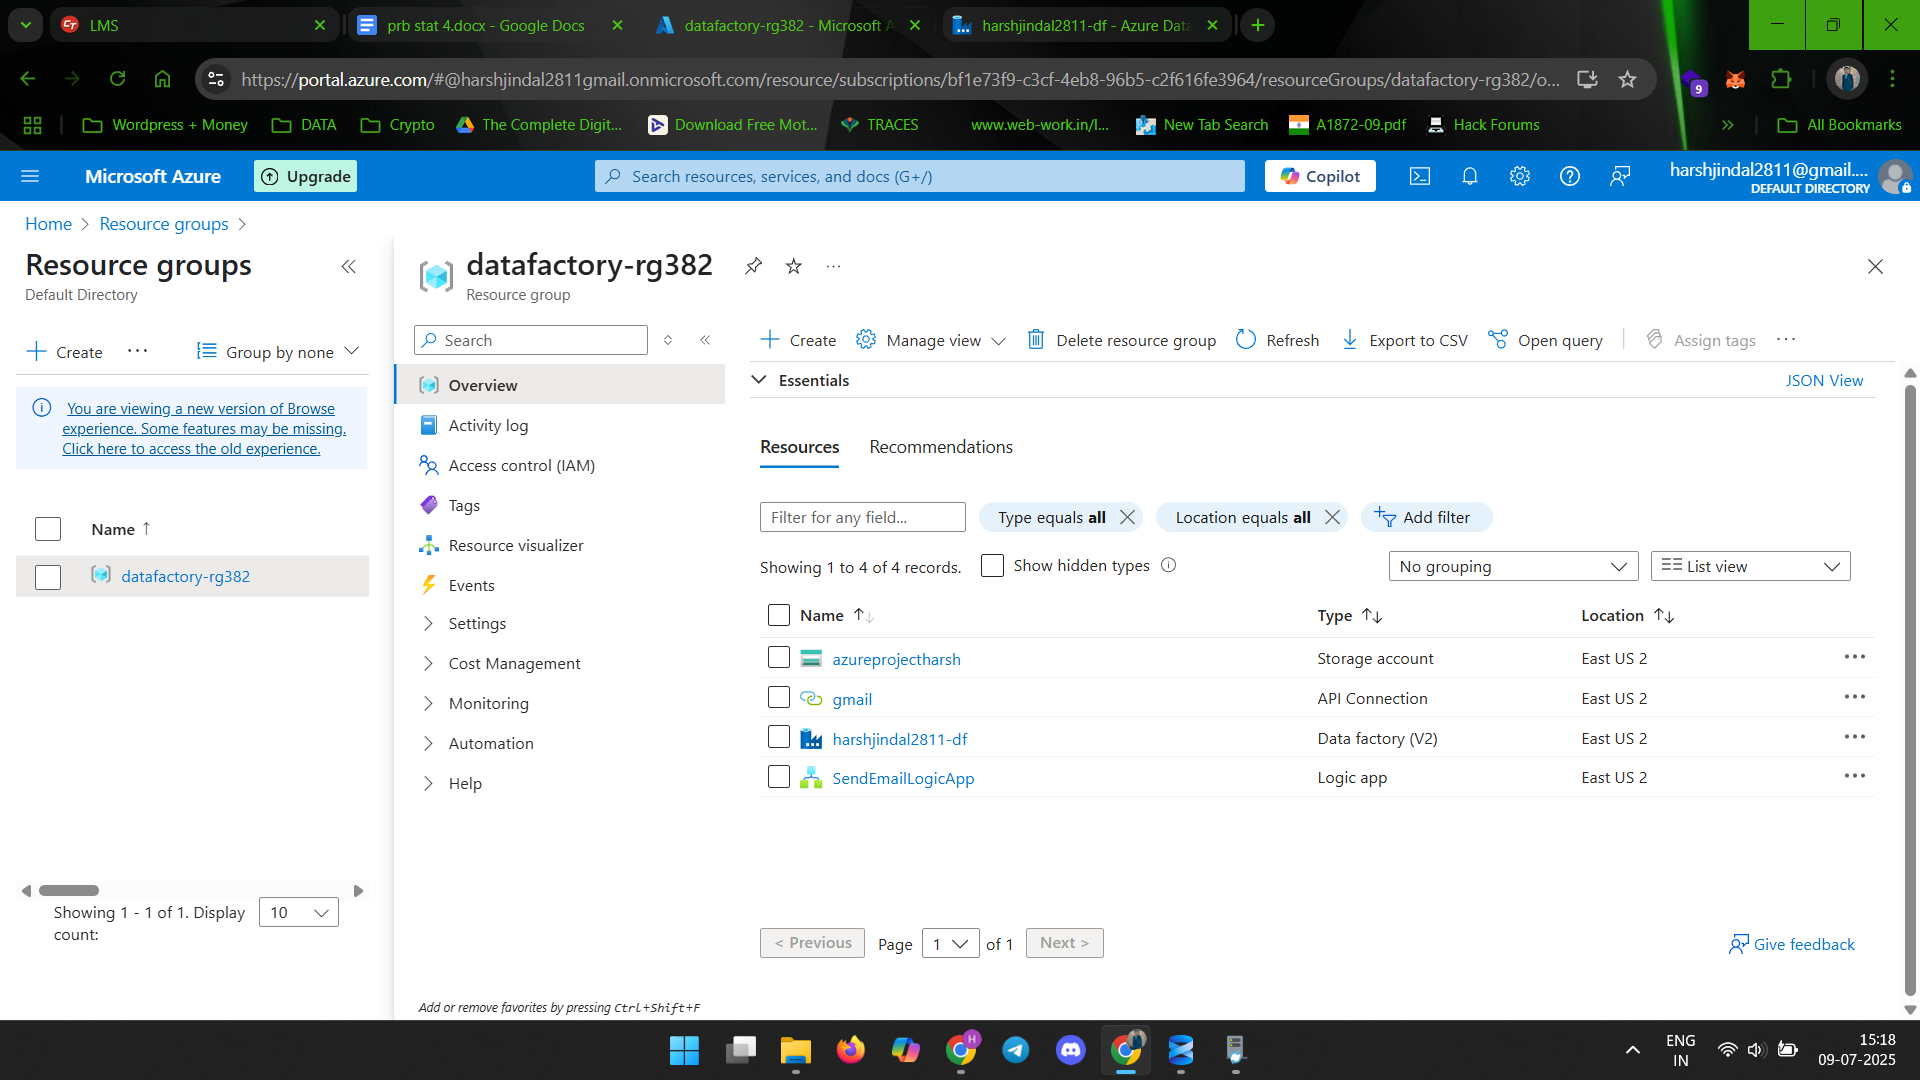 LMS
prb stat 4.docx - Google Docs
datafactory-rg382 - Microsoft A
harshjindal2811-df - Azure Data
https://portal.azure.com/#@harshjindal2811gmail.onmicrosoft.com/resource/subscriptions/bf1e73f9-c3cf-4eb8-96b5-c2f616fe3964/resourceGroups/datafactory-rg382/o...
9
Wordpress + Money
DATA
Crypto
The Complete Digit...
Download Free Mot...
TRACES
www.web-work.in/l...
New Tab Search
A1872-09.pdf
Hack Forums
All Bookmarks
Microsoft Azure
Upgrade
Search resources, services, and docs (G+/)
Copilot
harshjindal2811@gmail....
DEFAULT DIRECTORY
Home > Resource groups >
Resource groups
Default Directory
Create
Group by none
You are viewing a new version of Browse
experience. Some features may be missing.
Click here to access the old experience.
Name ↑
datafactory-rg382
Showing 1 - 1 of 1. Display
count:
10
datafactory-rg382
Resource group
Search
Overview
Activity log
Access control (IAM)
Tags
Resource visualizer
Events
Settings
Cost Management
Monitoring
Automation
Help
Add or remove favorites by pressing Ctrl+Shift+F
Create
Manage view
Delete resource group
Refresh
Export to CSV
Open query
Assign tags
Essentials
JSON View
Resources
Recommendations
Filter for any field...
Type equals all
Location equals all
Add filter
Showing 1 to 4 of 4 records.
Show hidden types
No grouping
List view
Name Type Location
azureprojectharsh Storage account East US 2
gmail API Connection East US 2
harshjindal2811-df Data factory (V2) East US 2
SendEmailLogicApp Logic app East US 2
< Previous
Page 1 of 1
Next >
Give feedback
H
ENG
IN
15:18
09-07-2025